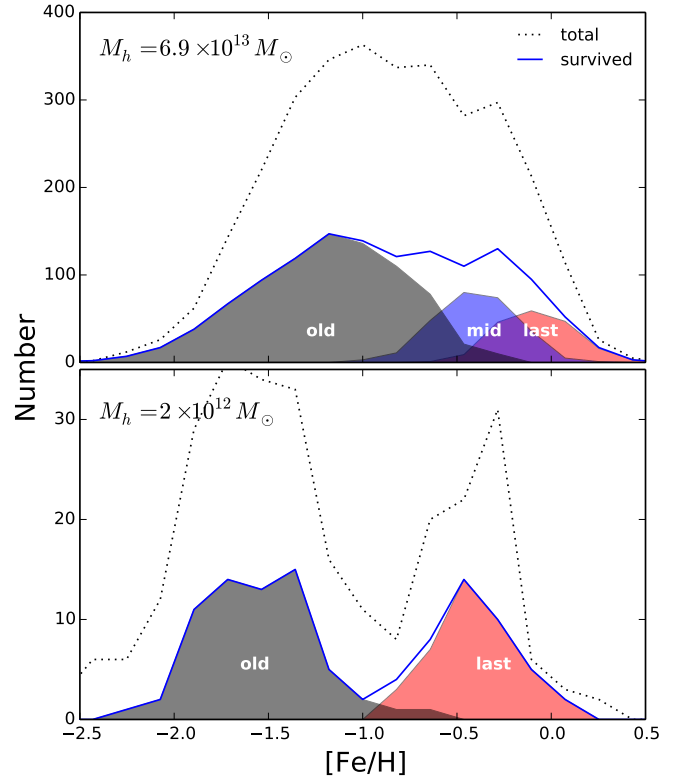 400
300
200
100
0
M_h = 6.9 ×10^13 M_⊙
total
survived
old
mid
last
Number
30
20
10
0
M_h = 2 ×10^12 M_⊙
old
last
−2.5 −2.0 −1.5 −1.0 −0.5 0.0 0.5
[Fe/H]